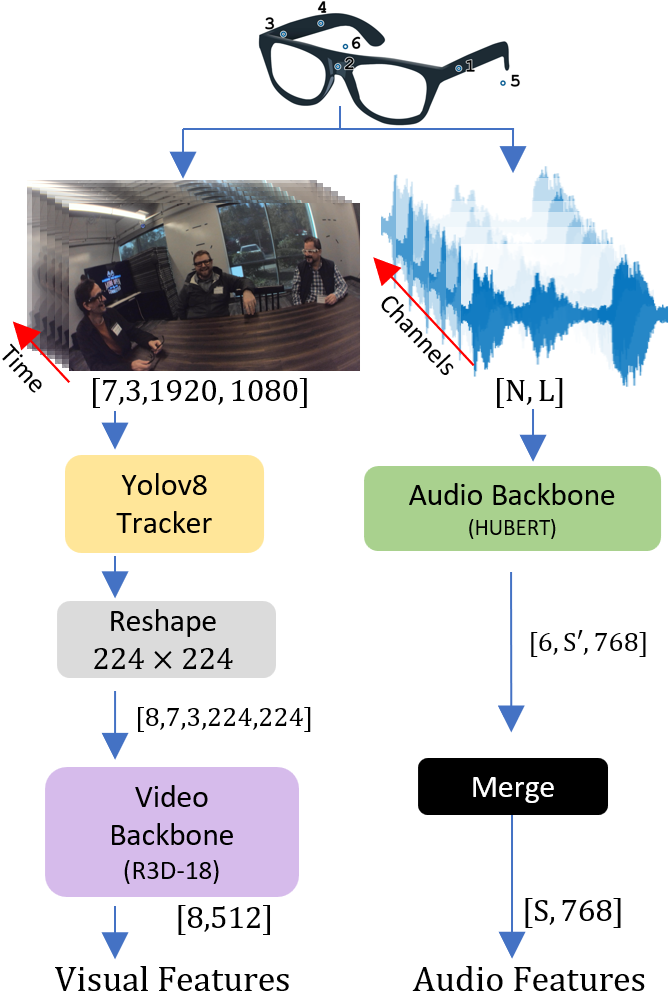 3
4
6
2
1
5
Time
Channels
[7,3,1920, 1080]
[N, L]
Yolov8
Tracker
Audio Backbone
(HUBERT)
Reshape
224 × 224
[6, S′, 768]
[8,7,3,224,224]
Video
Backbone
(R3D-18)
Merge
[8,512]
[S, 768]
Visual Features
Audio Features